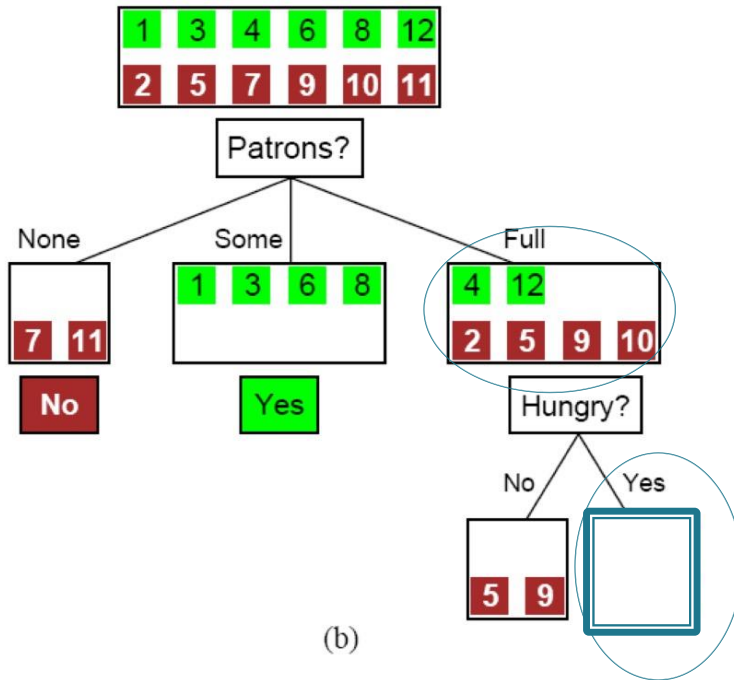 1 3 4 6 8 12
2 5 7 9 10 11
Patrons?
None Some Full
1 3 6 8 4 12
7 11 2 5 9 10
No Yes Hungry?
No Yes
5 9
(b)